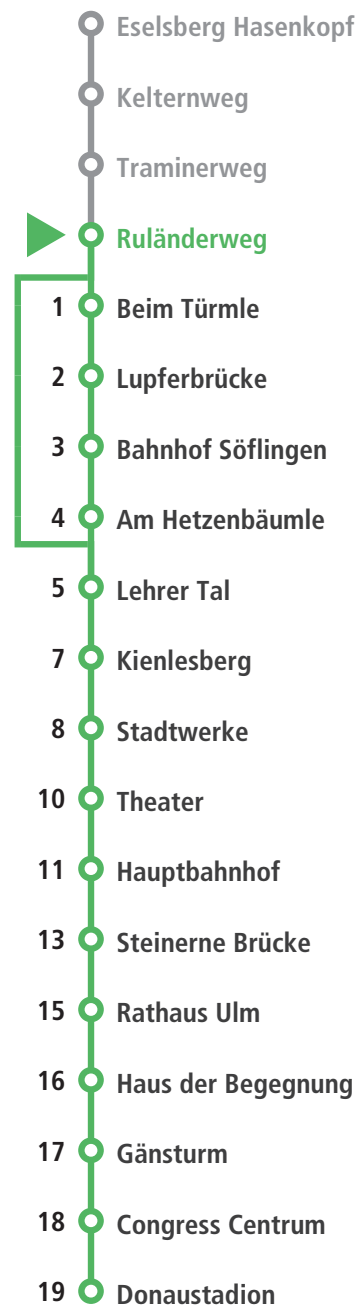 Eselsberg Hasenkopf
Kelternweg
Traminerweg
Ruländerweg
1 Beim Türmle
2 Lupferbrücke
3 Bahnhof Söflingen
4 Am Hetzenbäumle
5 Lehrer Tal
7 Kienlesberg
8 Stadtwerke
10 Theater
11 Hauptbahnhof
13 Steinerne Brücke
15 Rathaus Ulm
16 Haus der Begegnung
17 Gänsturm
18 Congress Centrum
19 Donaustadion